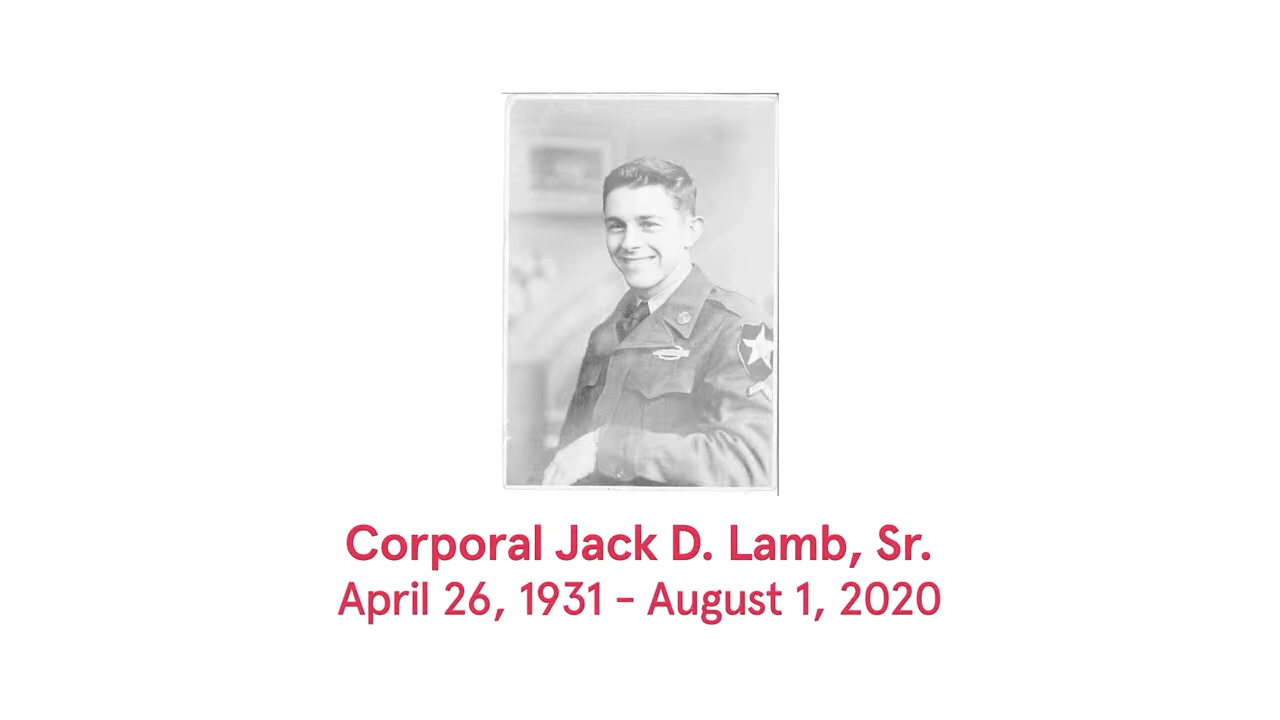 Corporal Jack D. Lamb, Sr.
April 26, 1931 – August 1, 2020